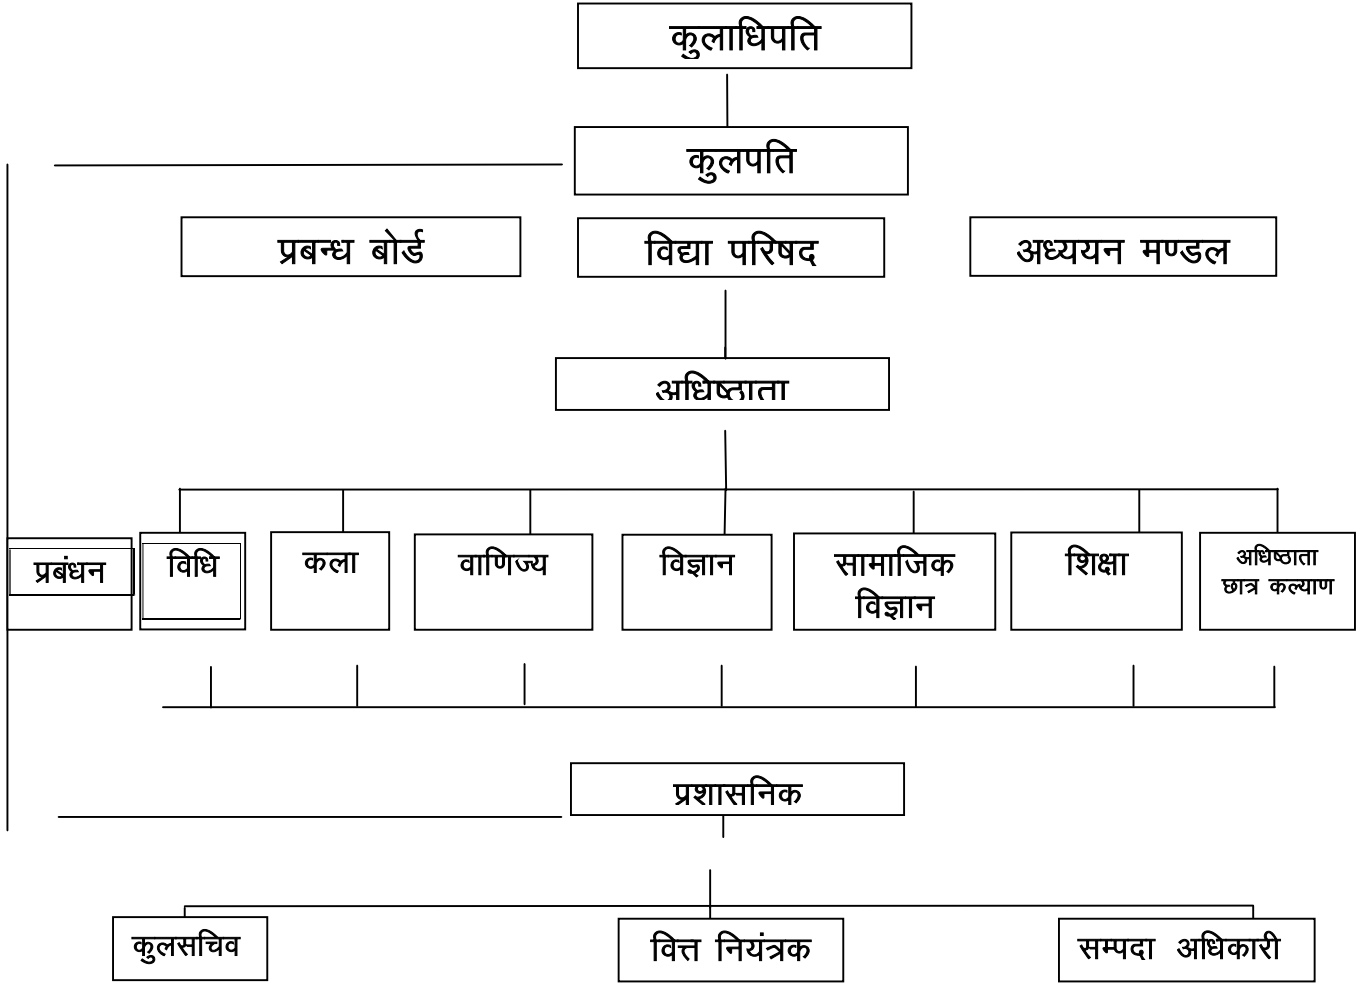 कुलाधिपति
कुलपति
प्रबन्ध बोर्ड
विद्या परिषद
अध्ययन मण्डल
अधिष्ठाता
प्रबंधन
विधि
कला
वाणिज्य
विज्ञान
सामाजिक
विज्ञान
शिक्षा
अधिष्ठाता
छात्र कल्याण
प्रशासनिक
कुलसचिव
वित्त नियंत्रक
सम्पदा अधिकारी